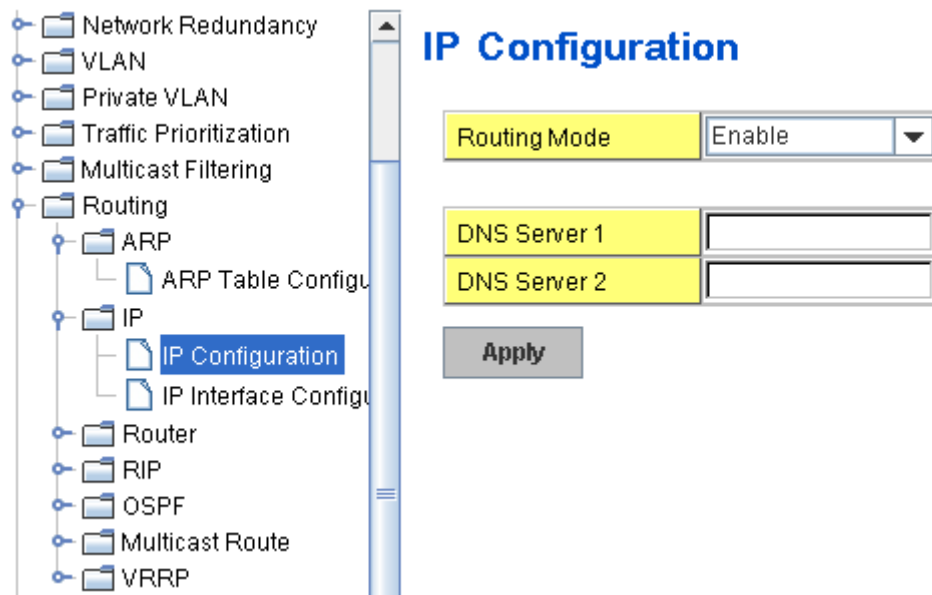 Network Redundancy
VLAN
Private VLAN
Traffic Prioritization
Multicast Filtering
Routing
ARP
ARP Table Configu
IP
IP Configuration
IP Interface Configu
Router
RIP
OSPF
Multicast Route
VRRP
IP Configuration
Routing Mode Enable
DNS Server 1
DNS Server 2
Apply